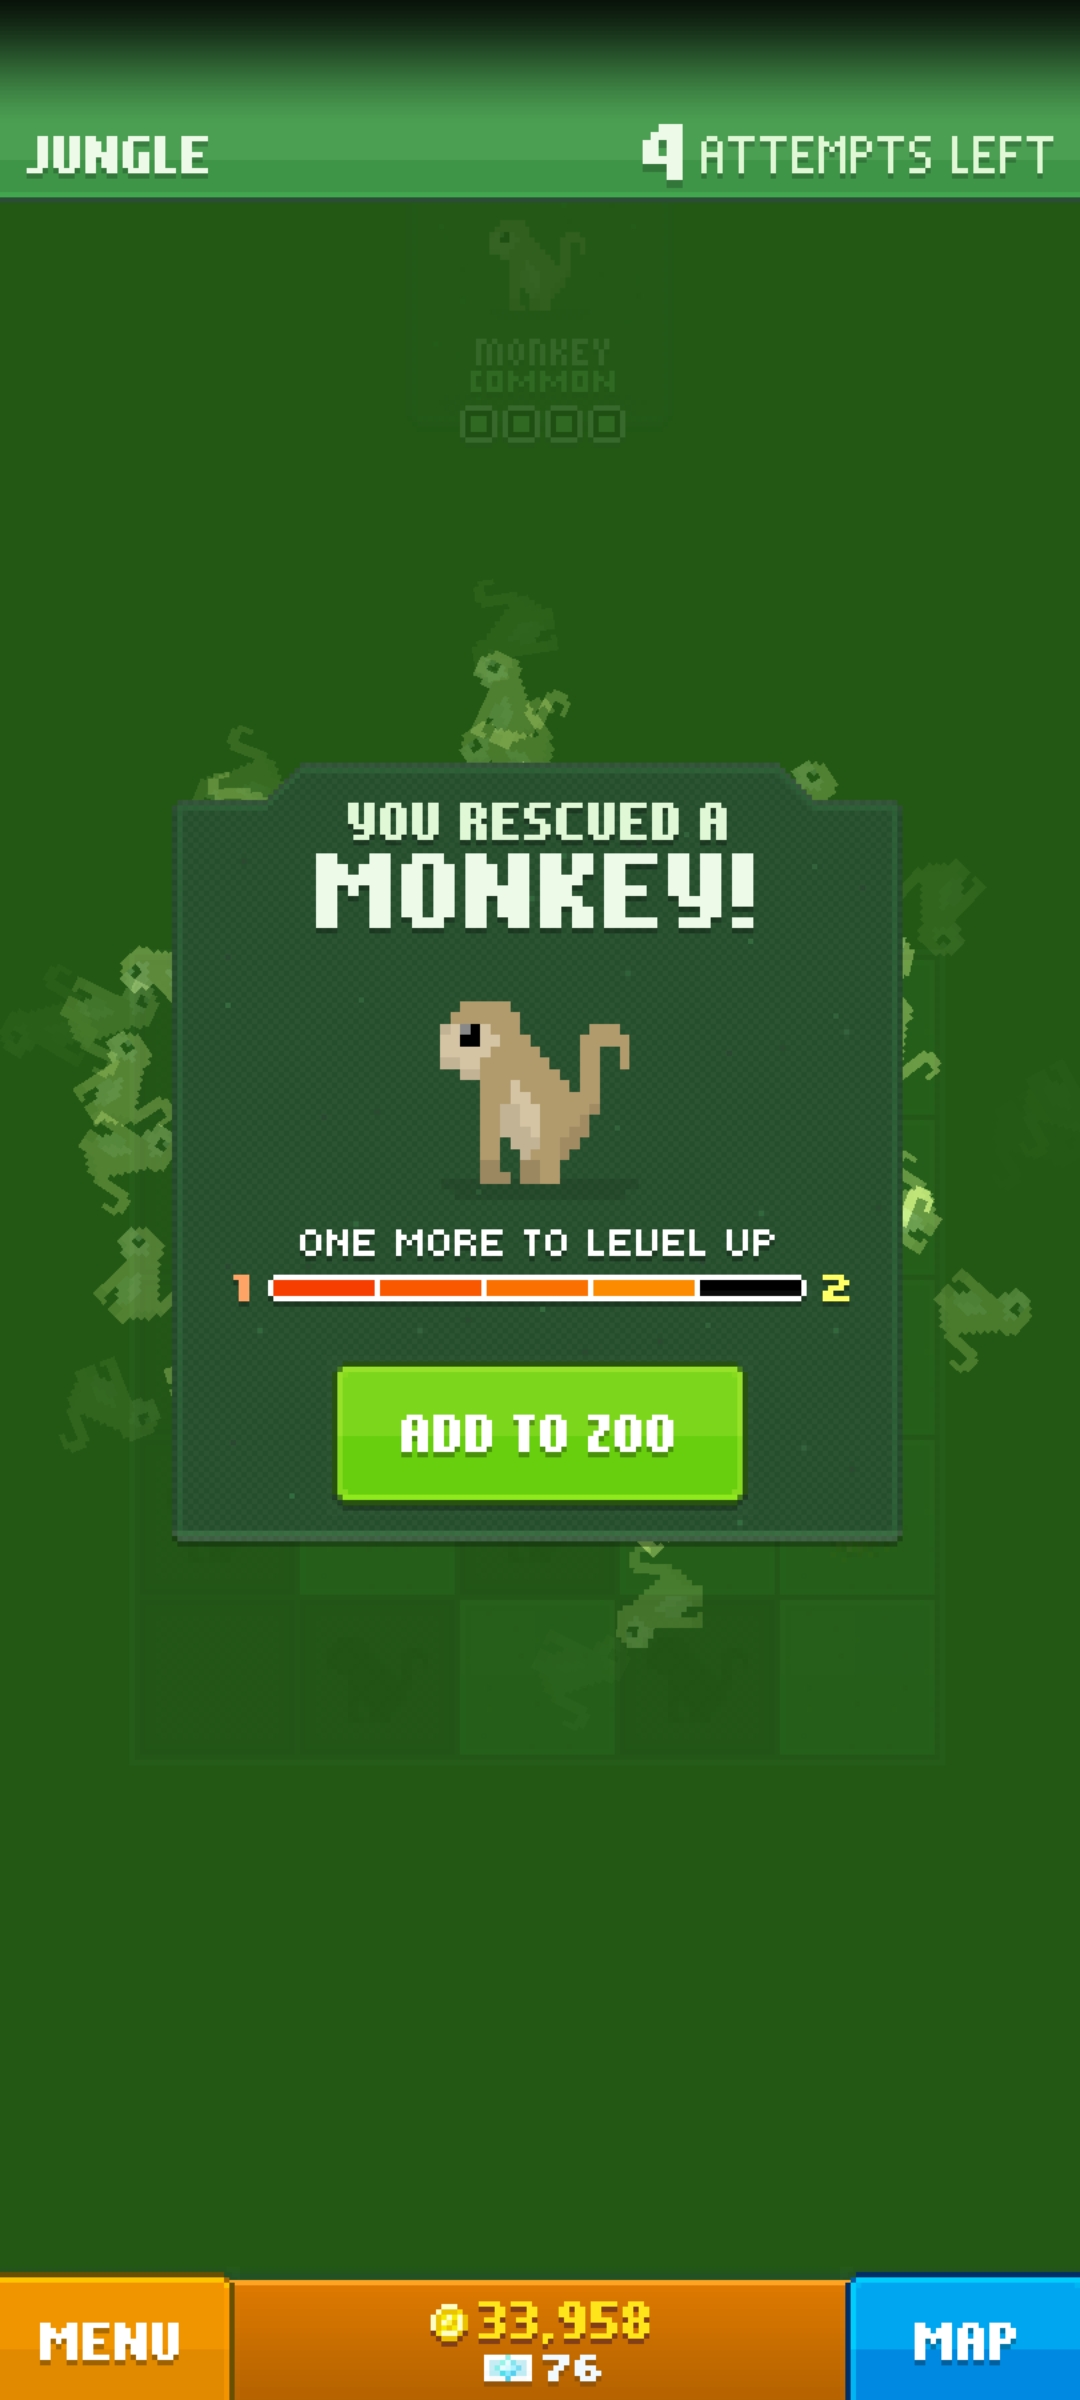 JUNGLE
4 ATTEMPTS LEFT
MONKEY
COMMON
YOU RESCUED A
MONKEY!
ONE MORE TO LEVEL UP
1 2
ADD TO ZOO
MENU
33,958
76
MAP